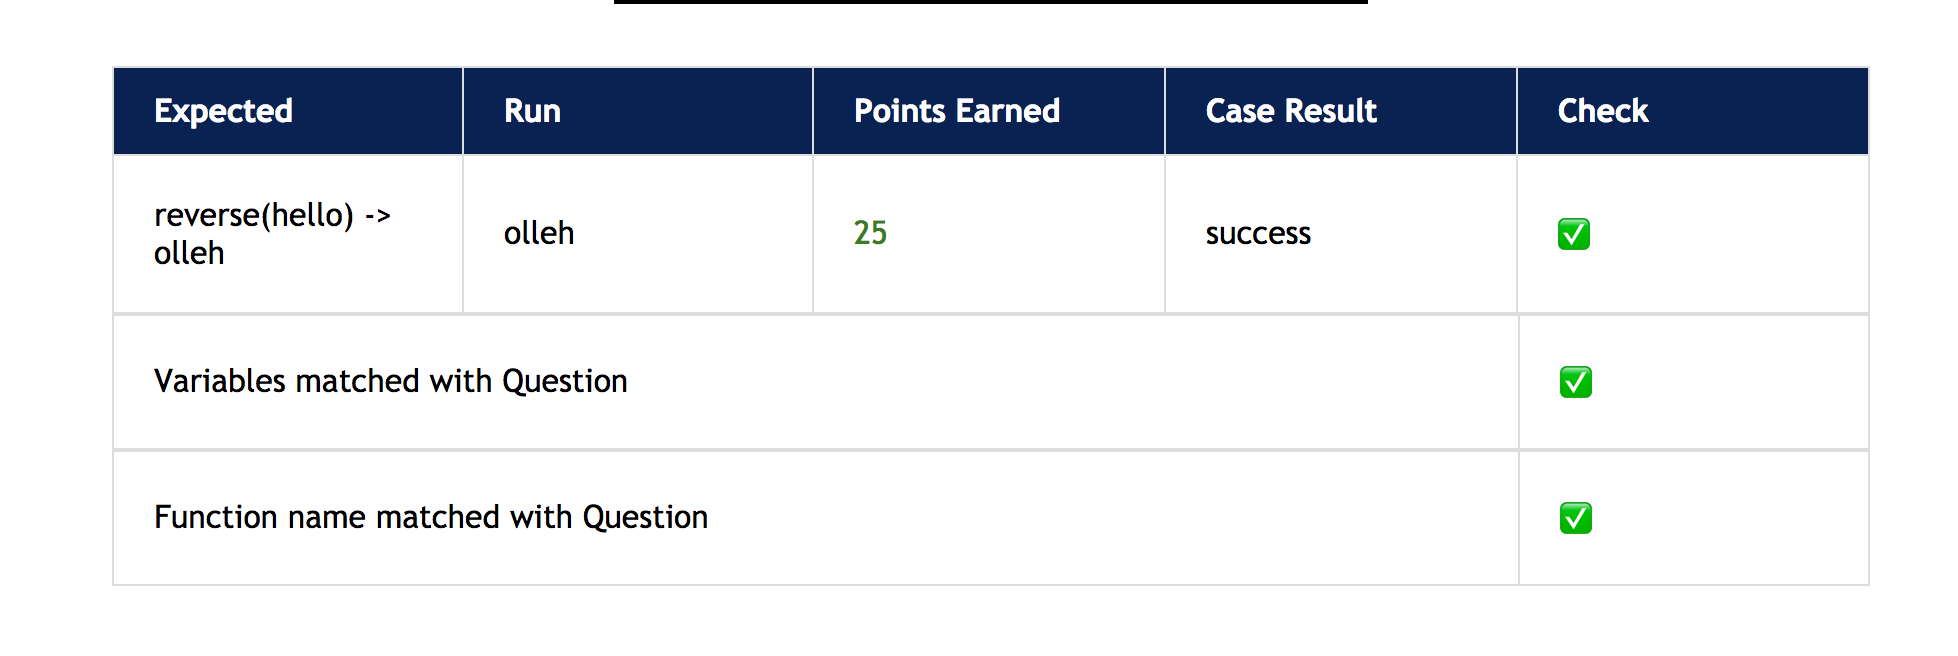 Expected Run Points Earned Case Result Check
reverse(hello) ->
olleh
olleh 25 success ✅
Variables matched with Question ✅
Function name matched with Question ✅